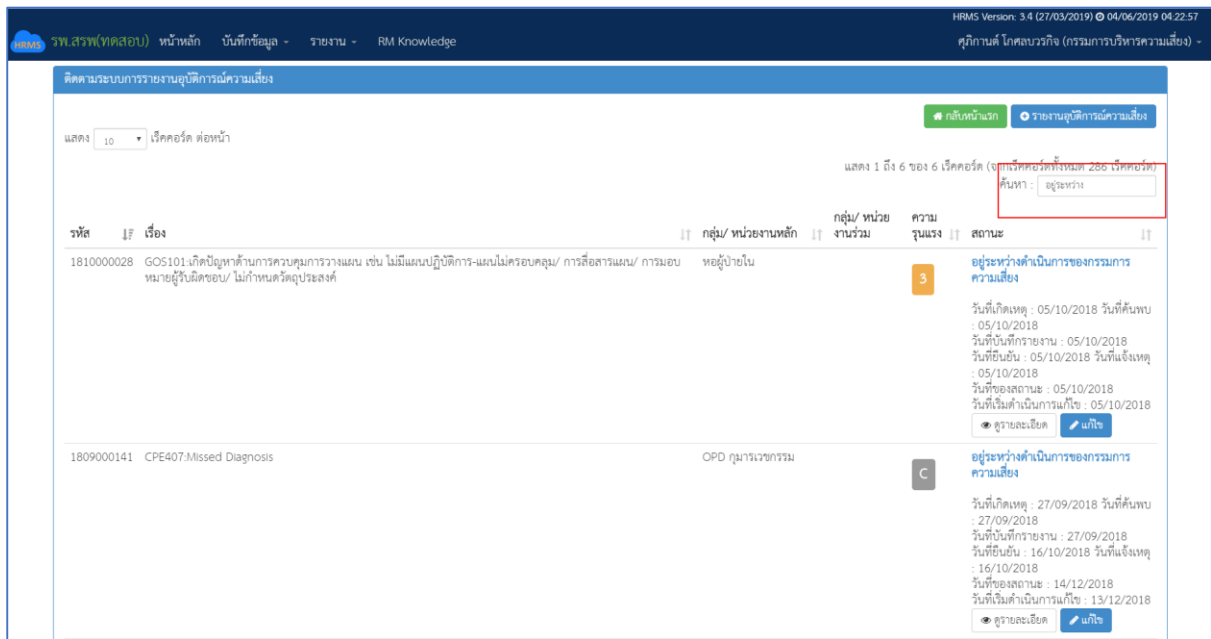 HRMS Version: 3.4 (27/03/2019) 04/06/2019 04:22:57
HRMS รพ.สรพ(ทดสอบ) หน้าหลัก บันทึกข้อมูล รายงาน RM Knowledge ศุภิกานต์ โกศลบวรกิจ (กรรมการบริหารความเสี่ยง)
ติดตามระบบการรายงานอุบัติการณ์ความเสี่ยง
กลับหน้าแรก รายงานอุบัติการณ์ความเสี่ยง
แสดง 10 เร็คคอร์ด ต่อหน้า
แสดง 1 ถึง 6 ของ 6 เร็คคอร์ด (จากเร็คคอร์ดทั้งหมด 286 เร็คคอร์ด)
ค้นหา : อยู่ระหว่าง
กลุ่ม/ หน่วย ความ
รหัส เรื่อง กลุ่ม/ หน่วยงานหลัก งานร่วม รุนแรง สถานะ
1810000028 GOS101:เกิดปัญหาด้านการควบคุมการวางแผน เช่น ไม่มีแผนปฏิบัติการ-แผนไม่ครอบคลุม/ การสื่อสารแผน/ การมอบ หอผู้ป่วยใน อยู่ระหว่างดำเนินการของกรรมการ
หมายผู้รับผิดชอบ/ ไม่กำหนดวัตถุประสงค์ 3 ความเสี่ยง
วันที่เกิดเหตุ : 05/10/2018 วันที่ค้นพบ
: 05/10/2018
วันที่บันทึกรายงาน : 05/10/2018
วันที่ยืนยัน : 05/10/2018 วันที่แจ้งเหตุ
: 05/10/2018
วันที่ของสถานะ : 05/10/2018
วันที่เริ่มดำเนินการแก้ไข : 05/10/2018
ดูรายละเอียด แก้ไข
1809000141 CPE407:Missed Diagnosis OPD กุมารเวชกรรม อยู่ระหว่างดำเนินการของกรรมการ
C ความเสี่ยง
วันที่เกิดเหตุ : 27/09/2018 วันที่ค้นพบ
: 27/09/2018
วันที่บันทึกรายงาน : 27/09/2018
วันที่ยืนยัน : 16/10/2018 วันที่แจ้งเหตุ
: 16/10/2018
วันที่ของสถานะ : 14/12/2018
วันที่เริ่มดำเนินการแก้ไข : 13/12/2018
ดูรายละเอียด แก้ไข